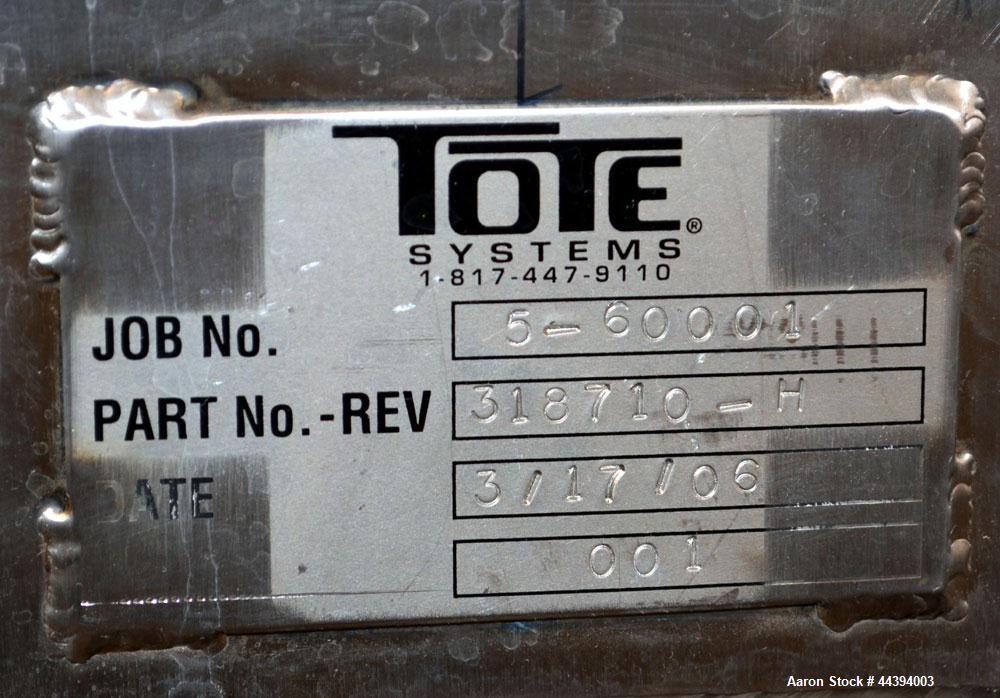 TOTE®
SYSTEMS
1-817-447-9110
JOB No. 5-60001
PART No.-REV 318710-H
DATE 3/17/06
001
Aaron Stock # 44394003